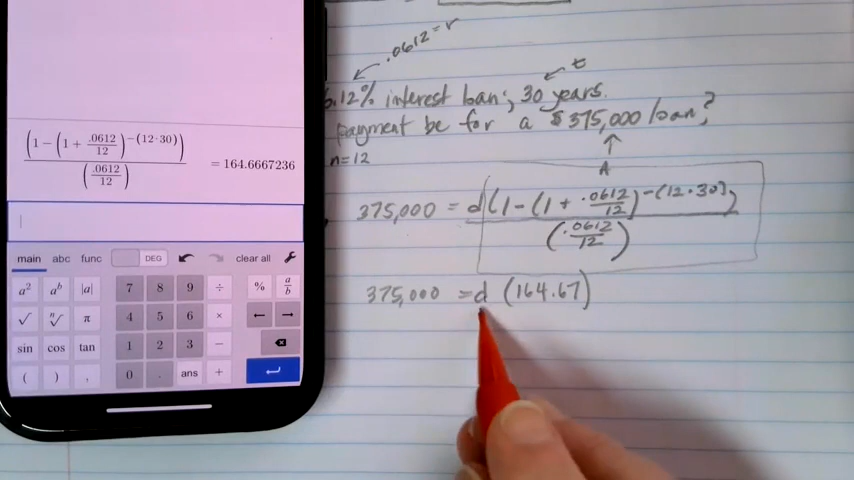 .0612 = r
t
6.12% interest loan; 30 years.
payment be for a $375,000 loan?
n=12
A
375,000 = d(1-(1+.0612/12)^-(12·30))/(.0612/12)
375,000 = d (164.67)
(1-(1+.0612/12)^-(12·30))/(.0612/12) = 164.6667236
main abc func DEG clear all
a² aᵇ |a| 7 8 9 ÷ % a/b
√ ⁿ√ π 4 5 6 × ← →
sin cos tan 1 2 3 −
( ) , 0 . ans +